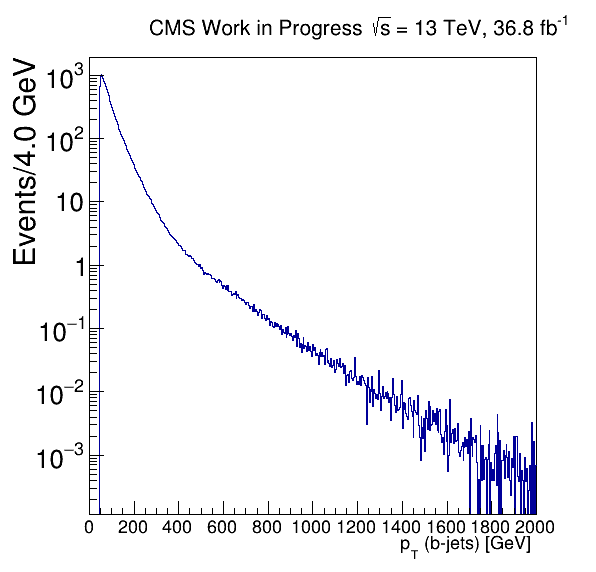 CMS Work in Progress √s = 13 TeV, 36.8 fb⁻¹
Events/4.0 GeV
10³
10²
10
1
10⁻¹
10⁻²
10⁻³
0 200 400 600 800 1000 1200 1400 1600 1800 2000
p_T (b-jets) [GeV]